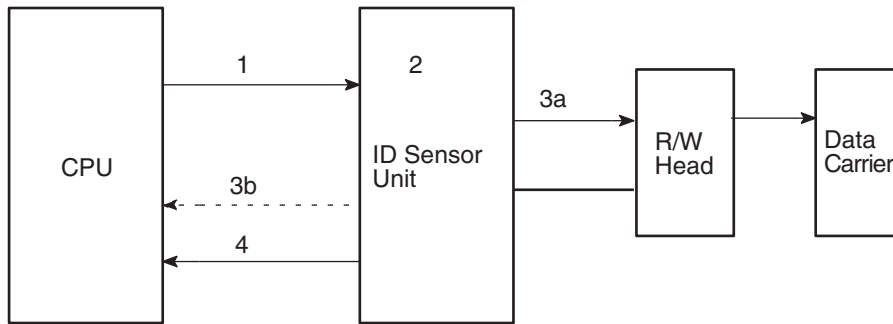 1
2
3a
CPU
ID Sensor
Unit
R/W
Head
Data
Carrier
3b
4